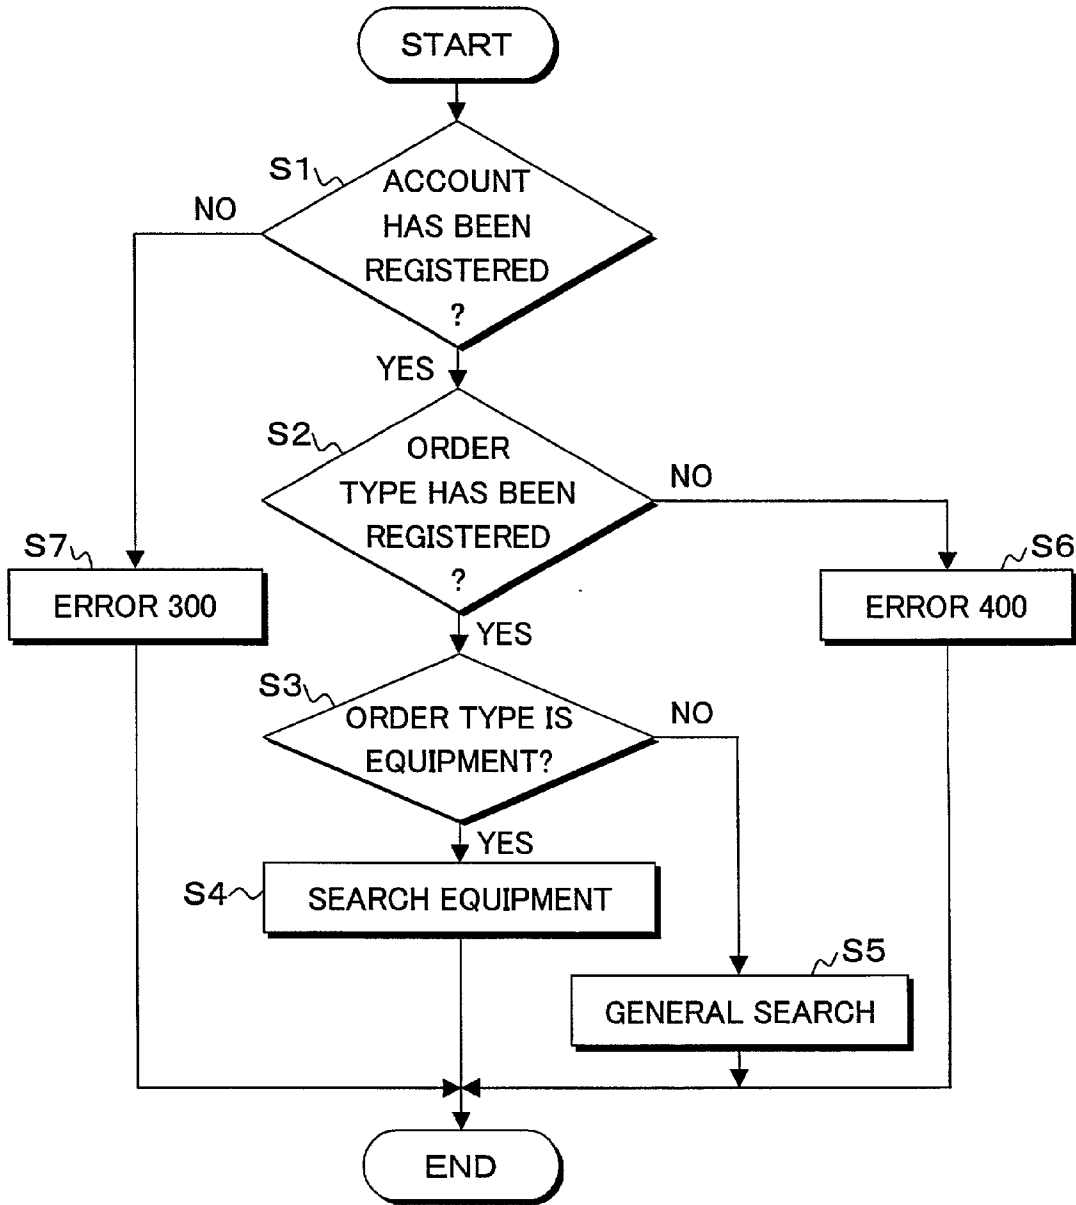 START
S1
ACCOUNT
HAS BEEN
REGISTERED
?
NO
YES
S2
ORDER
TYPE HAS BEEN
REGISTERED
?
NO
S7
ERROR 300
S6
ERROR 400
YES
S3
ORDER TYPE IS
EQUIPMENT?
NO
YES
S4
SEARCH EQUIPMENT
S5
GENERAL SEARCH
END